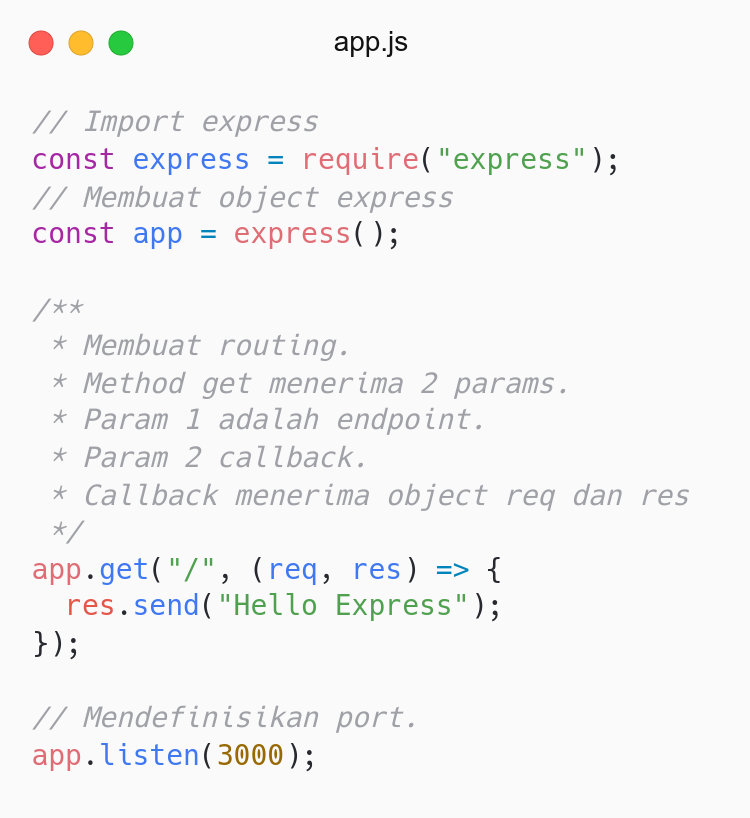 app.js
// Import express
const express = require("express");
// Membuat object express
const app = express();
/**
 * Membuat routing.
 * Method get menerima 2 params.
 * Param 1 adalah endpoint.
 * Param 2 callback.
 * Callback menerima object req dan res
 */
app.get("/", (req, res) => {
  res.send("Hello Express");
});
// Mendefinisikan port.
app.listen(3000);